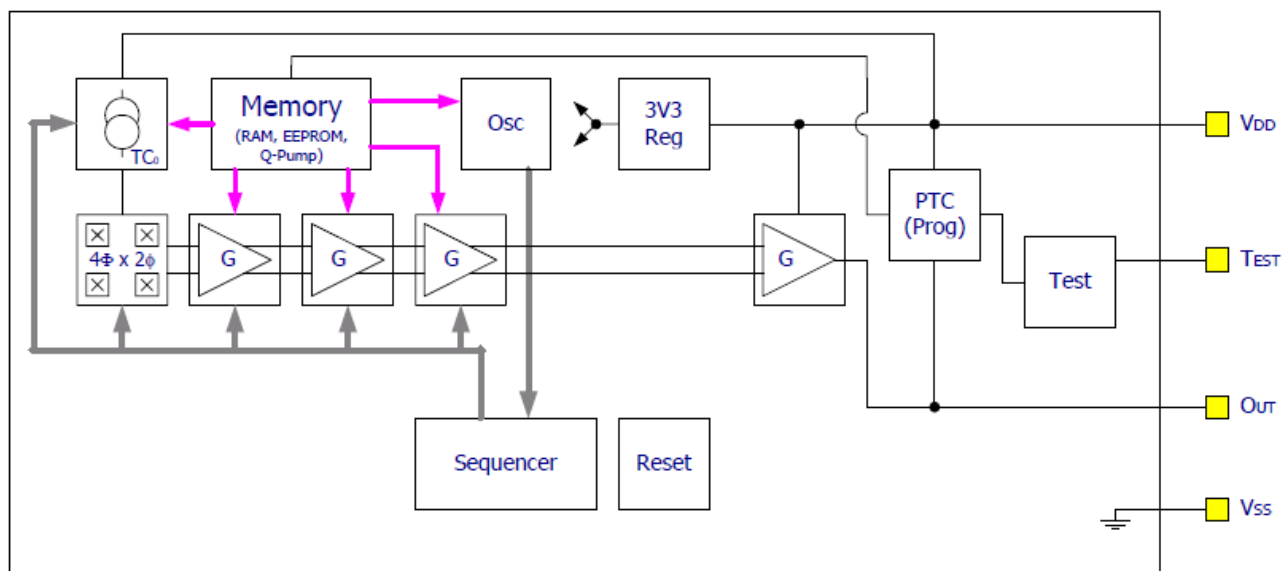 TC₀
Memory
(RAM, EEPROM,
Q-Pump)
Osc
3V3
Reg
VDD
PTC
(Prog)
4Φ x 2ϕ
G
G
G
G
TEST
Test
OUT
Sequencer
Reset
VSS